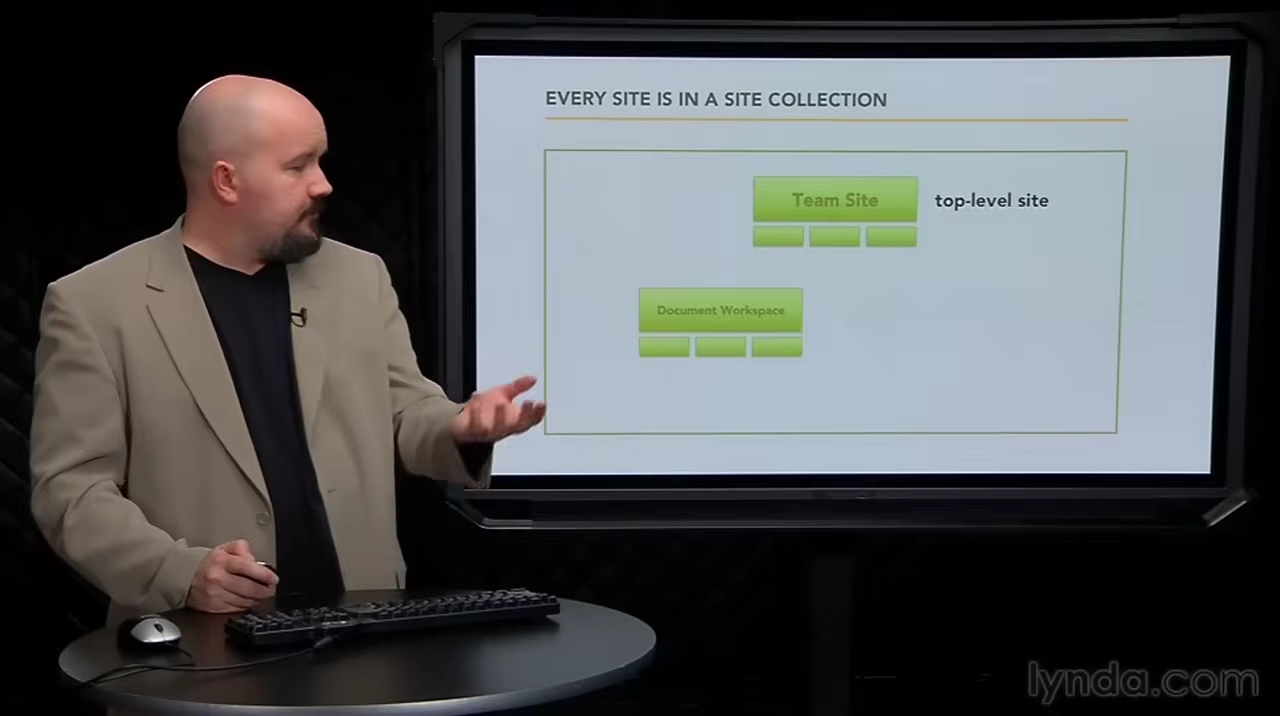 EVERY SITE IS IN A SITE COLLECTION
Team Site
top-level site
Document Workspace
lynda.com